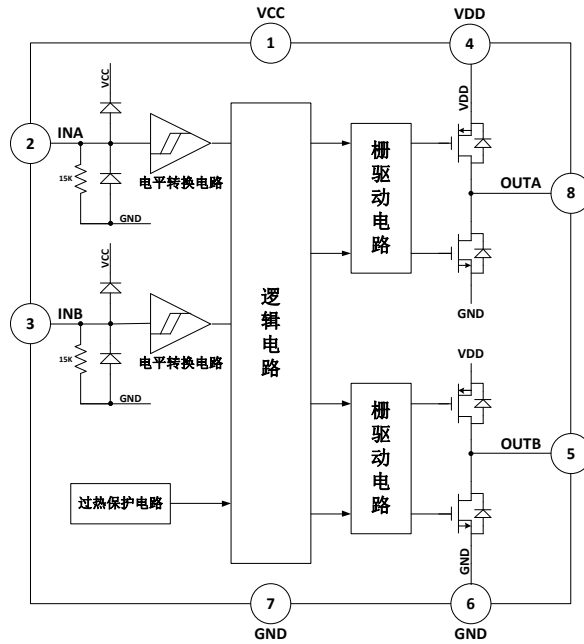 VCC
1
VDD
4
VCC
VDD
2
INA
15K
电平转换电路
GND
栅驱动电路
OUTA
8
GND
VCC
3
INB
15K
电平转换电路
GND
逻辑电路
VDD
栅驱动电路
OUTB
5
过热保护电路
GND
7
GND
6
GND